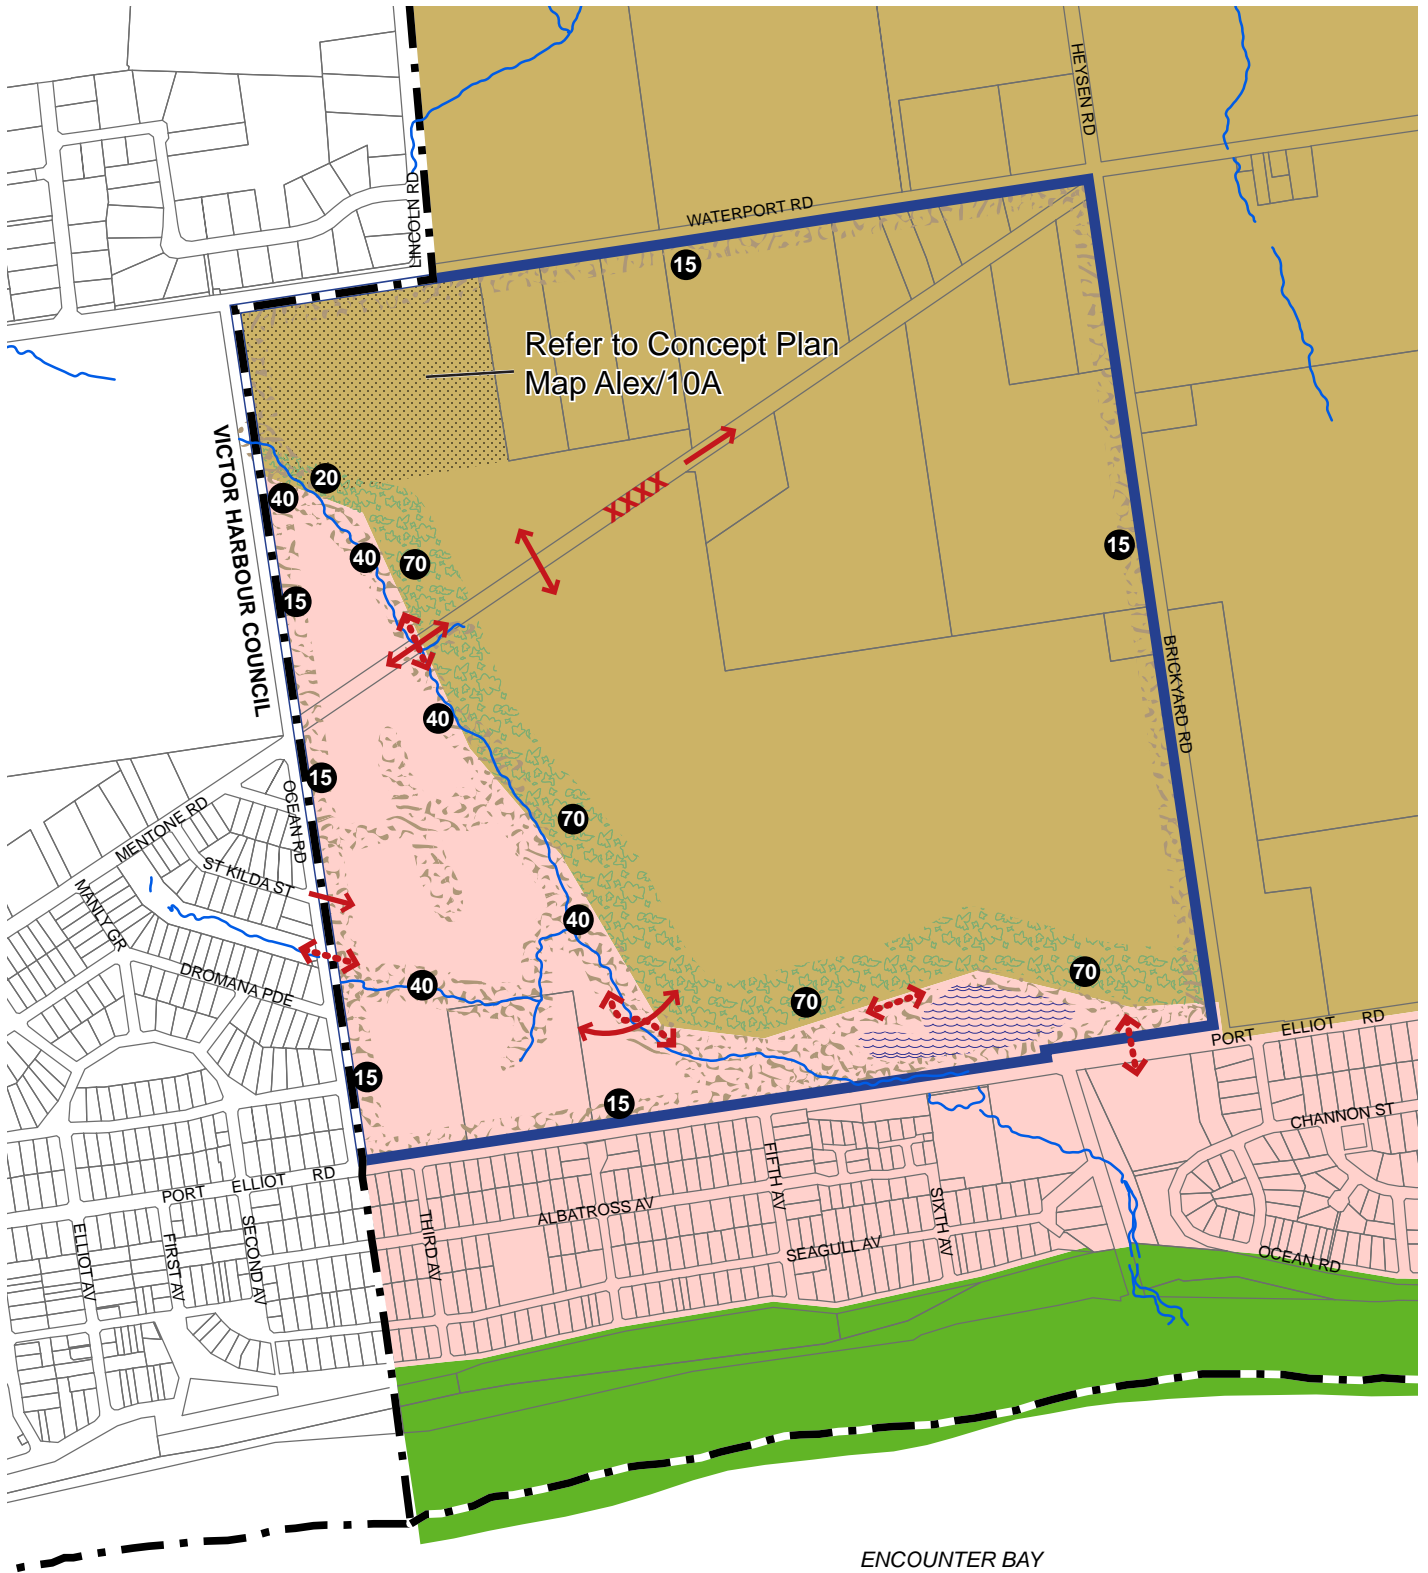 HEYSEN RD
LINCOLN RD
WATERPORT RD
15
Refer to Concept Plan
Map Alex/10A
VICTOR HARBOUR COUNCIL
20
40
40
70
15
15
40
BRICKYARD RD
15
OCEAN RD
MENTONE RD
70
ST KILDA ST
MANLY GR
40
DROMANA PDE
40
70
70
PORT ELLIOT RD
15
15
CHANNON ST
FIFTH AV
PORT ELLIOT RD
ALBATROSS AV
SIXTH AV
THIRD AV
ELLIOT AV
FIRST AV
SECOND AV
SEAGULL AV
OCEAN RD
ENCOUNTER BAY